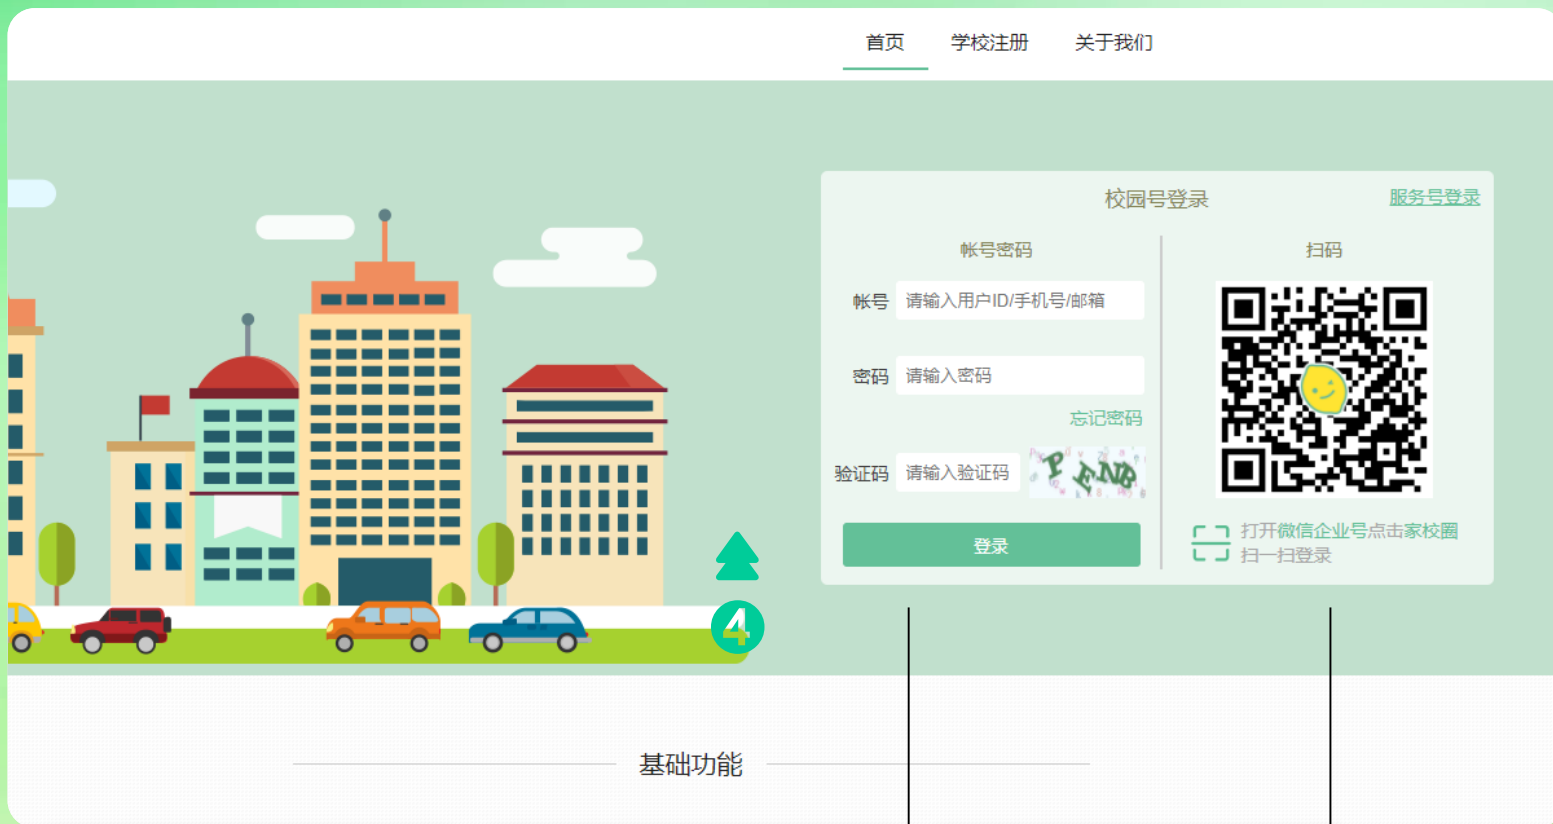 首页
学校注册
关于我们
校园号登录
服务号登录
帐号密码
扫码
帐号
请输入用户ID/手机号/邮箱
密码
请输入密码
忘记密码
验证码
请输入验证码
PENB
登录
打开微信企业号点击家校圈
扫一扫登录
4
基础功能